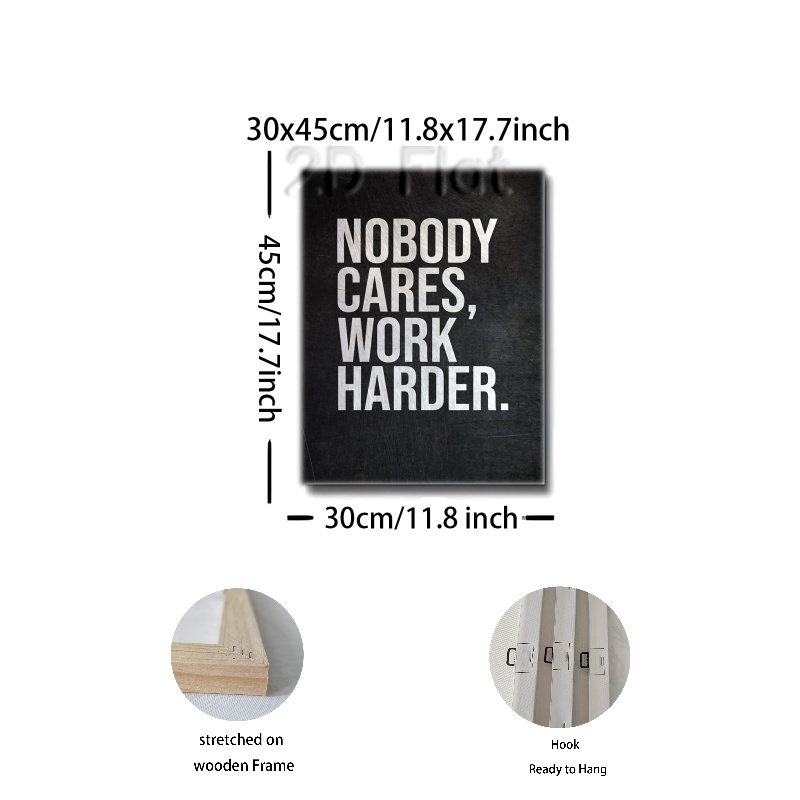 30x45cm/11.8x17.7inch
2D Flat
45cm/17.7inch
NOBODY
CARES,
WORK
HARDER.
30cm/11.8 inch
stretched on
wooden Frame
Hook
Ready to Hang